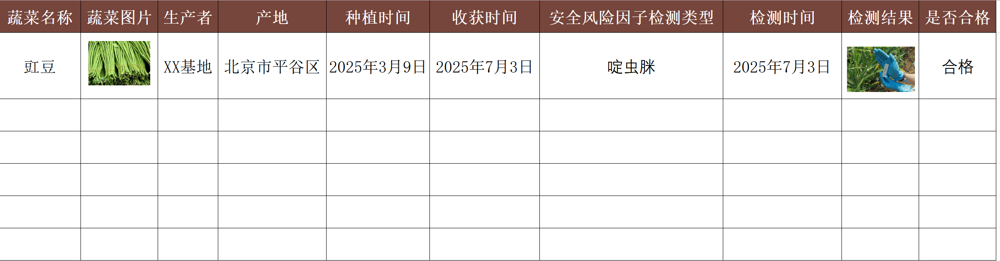 蔬菜名称 蔬菜图片 生产者 产地 种植时间 收获时间 安全风险因子检测类型 检测时间 检测结果 是否合格
豇豆 XX基地 北京市平谷区 2025年3月9日 2025年7月3日 啶虫脒 2025年7月3日 合格